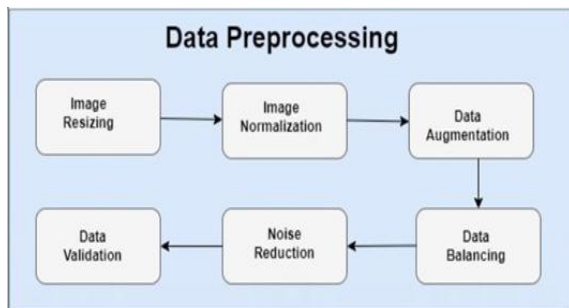 Data Preprocessing
Image
Resizing
Image
Normalization
Data
Augmentation
Data
Balancing
Noise
Reduction
Data
Validation